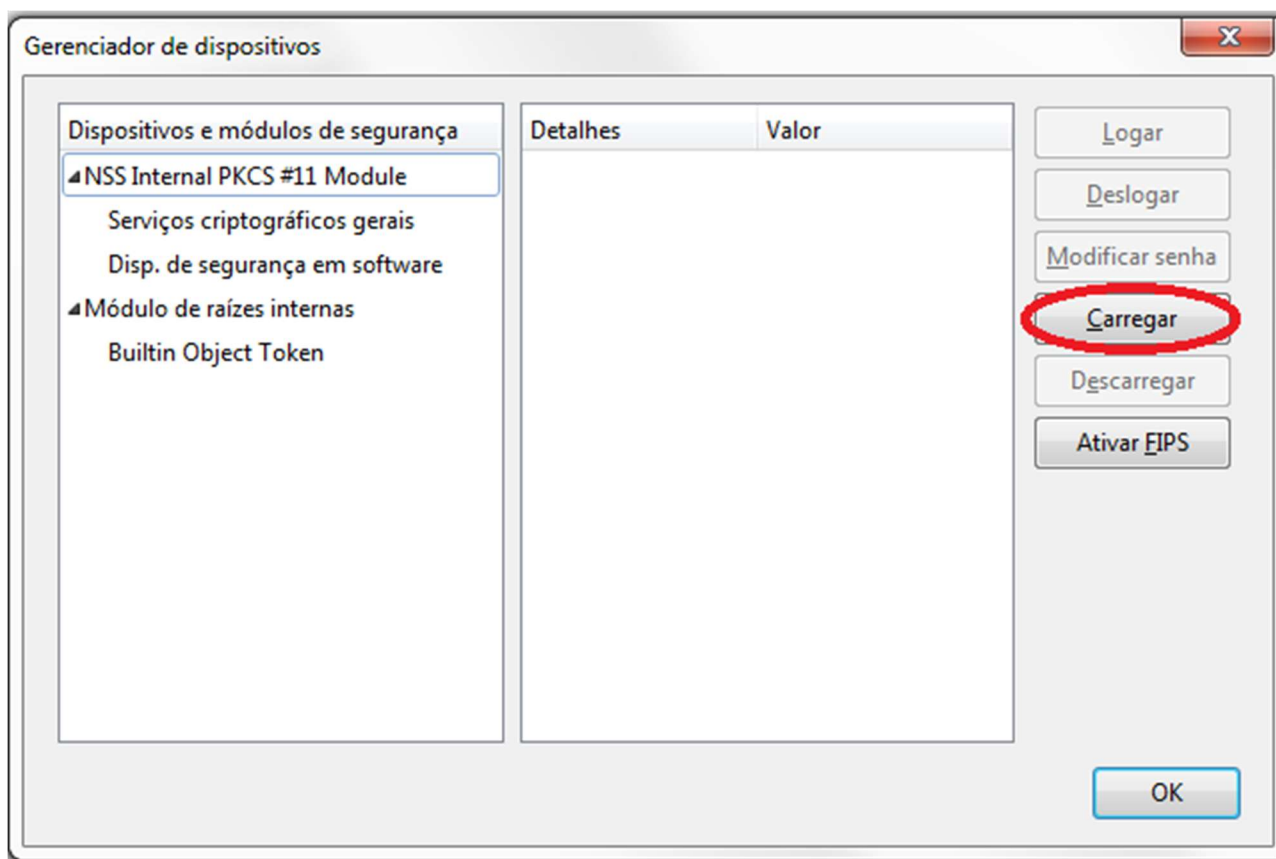 Gerenciador de dispositivos
Dispositivos e módulos de segurança
NSS Internal PKCS #11 Module
Serviços criptográficos gerais
Disp. de segurança em software
Módulo de raízes internas
Builtin Object Token
Detalhes Valor
Logar
Deslogar
Modificar senha
Carregar
Descarregar
Ativar FIPS
OK